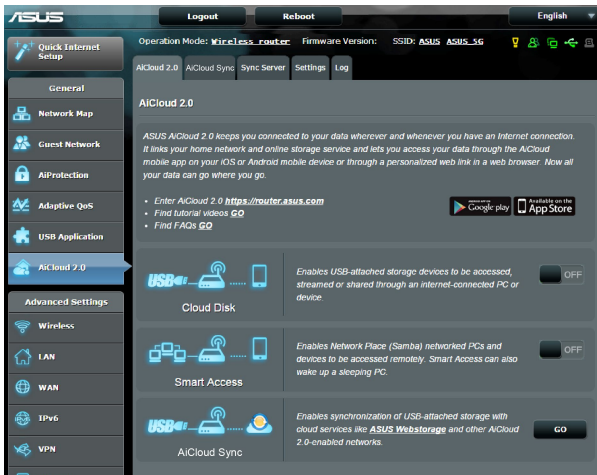 ASUS
Logout
Reboot
English
Quick Internet
Setup
Operation Mode: Wireless router Firmware Version: SSID: ASUS ASUS_5G
AiCloud 2.0
AiCloud Sync
Sync Server
Settings
Log
General
Network Map
Guest Network
AiProtection
Adaptive QoS
USB Application
AiCloud 2.0
Advanced Settings
Wireless
LAN
WAN
IPv6
VPN
AiCloud 2.0
ASUS AiCloud 2.0 keeps you connected to your data wherever and whenever you have an Internet connection.
It links your home network and online storage service and lets you access your data through the AiCloud
mobile app on your iOS or Android mobile device or through a personalized web link in a web browser. Now all
your data can go where you go.
• Enter AiCloud 2.0 https://router.asus.com
• Find tutorial videos GO
• Find FAQs GO
Google play
Available on the
App Store
USB
Cloud Disk
Enables USB-attached storage devices to be accessed,
streamed or shared through an internet-connected PC or
device.
OFF
Smart Access
Enables Network Place (Samba) networked PCs and
devices to be accessed remotely. Smart Access can also
wake up a sleeping PC.
OFF
USB
AiCloud Sync
Enables synchronization of USB-attached storage with
cloud services like ASUS Webstorage and other AiCloud
2.0-enabled networks.
GO